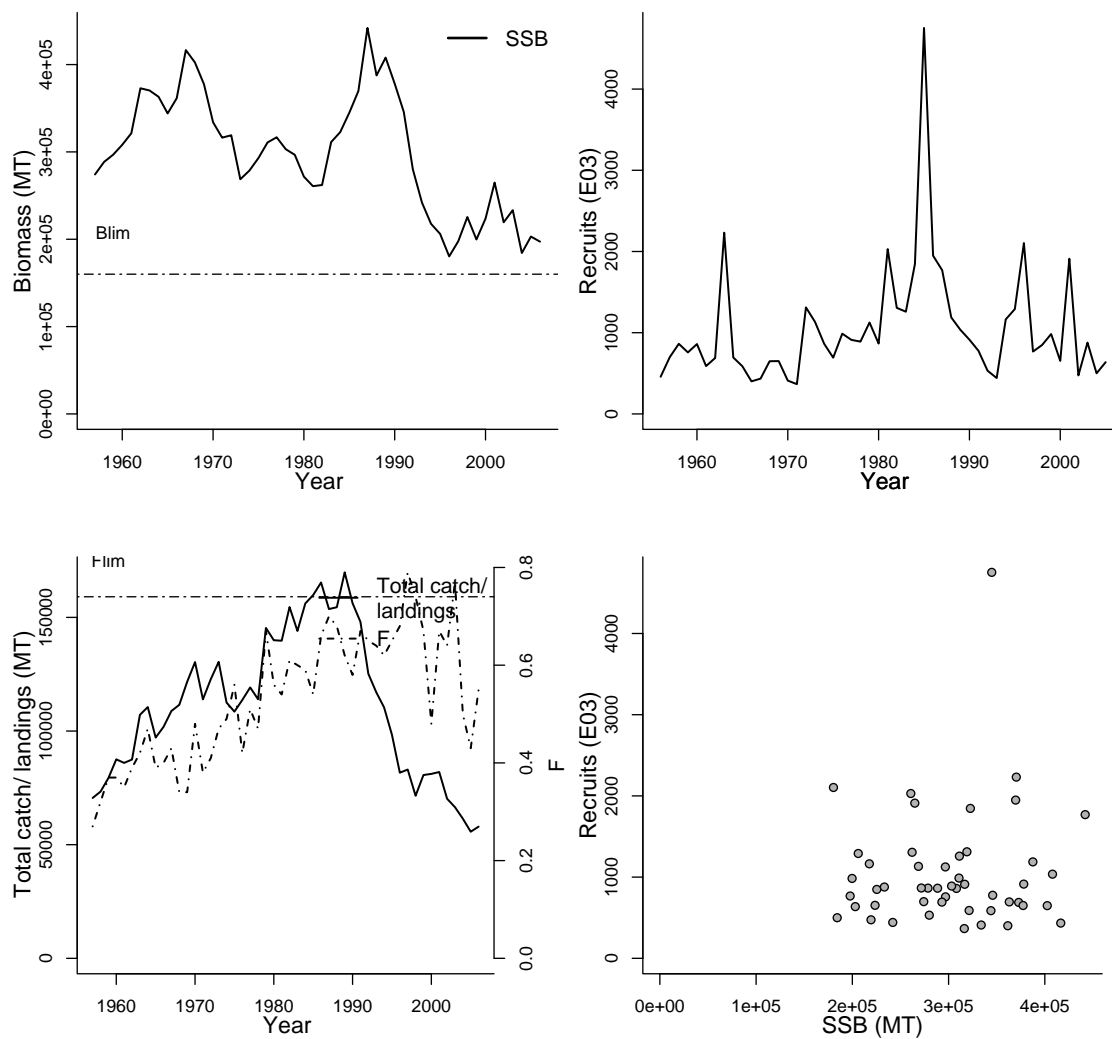 SSB
Blim
Biomass (MT)
0e+00 1e+05 2e+05 3e+05 4e+05
1960 1970 1980 1990 2000
Year
Recruits (E03)
0 1000 2000 3000 4000
1960 1970 1980 1990 2000
Year
Flim
Total catch/
landings
F
Total catch/ landings (MT)
0 50000 100000 150000
0.0 0.2 0.4 0.6 0.8
F
1960 1970 1980 1990 2000
Year
Recruits (E03)
0 1000 2000 3000 4000
0e+00 1e+05 2e+05 3e+05 4e+05
SSB (MT)